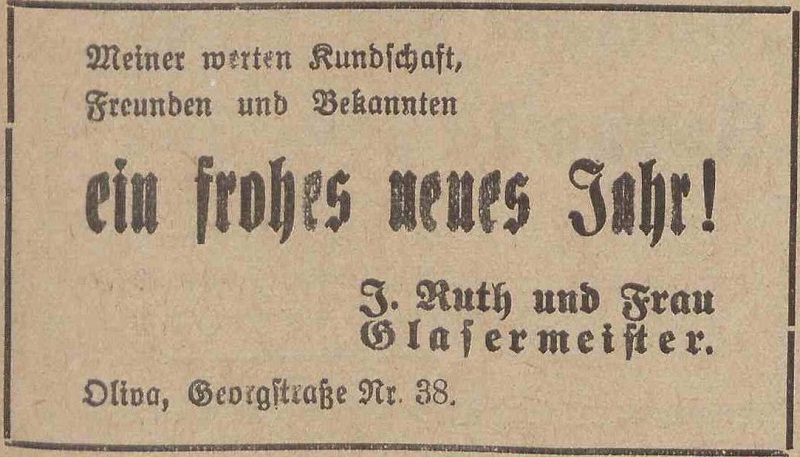 Meiner werten Kundschaft,
Freunden und Bekannten
ein frohes neues Jahr!
J. Ruth und Frau
Glasermeister.
Oliva, Georgstraße Nr. 38.